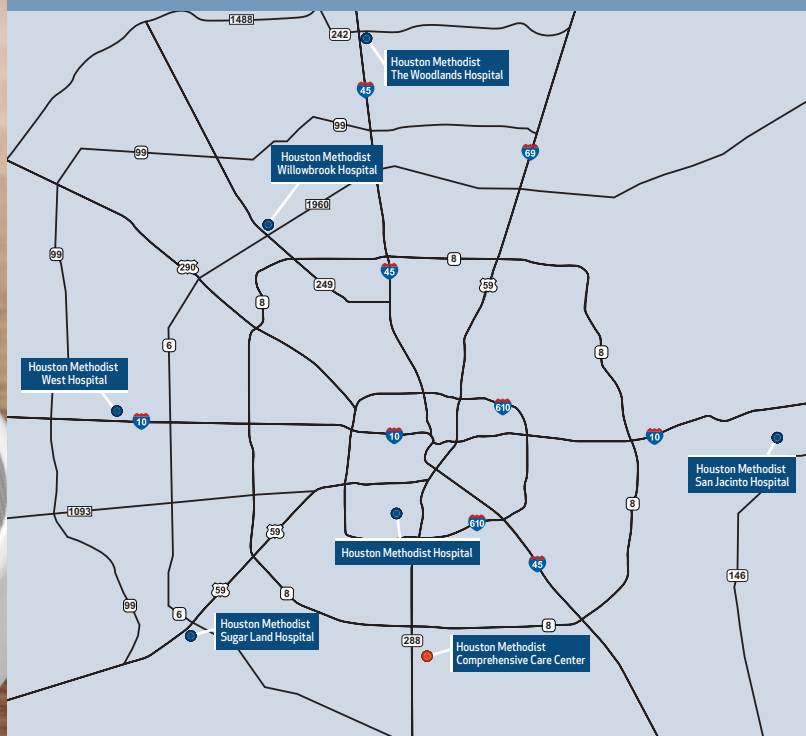 1488
242
Houston Methodist
The Woodlands Hospital
45
99
99
69
Houston Methodist
Willowbrook Hospital
1960
99
290
45
8
249
59
8
6
8
Houston Methodist
West Hospital
10
610
10
10
Houston Methodist
San Jacinto Hospital
8
1093
610
59
Houston Methodist Hospital
45
146
59
8
99
6
8
Houston Methodist
Sugar Land Hospital
288
Houston Methodist
Comprehensive Care Center